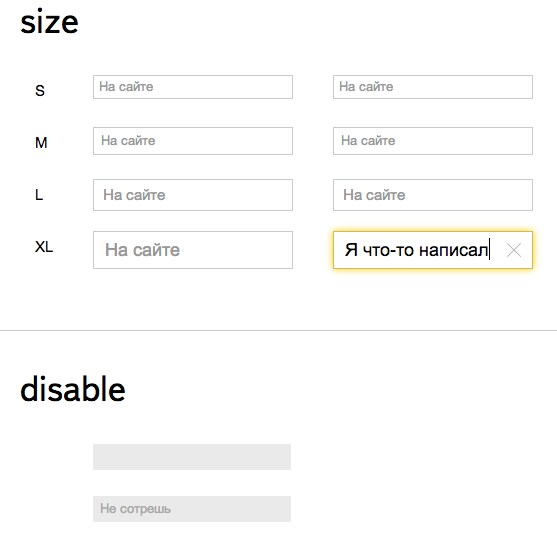 size
S На сайте На сайте
M На сайте На сайте
L На сайте На сайте
XL На сайте Я что-то написал
disable
Не сотрешь